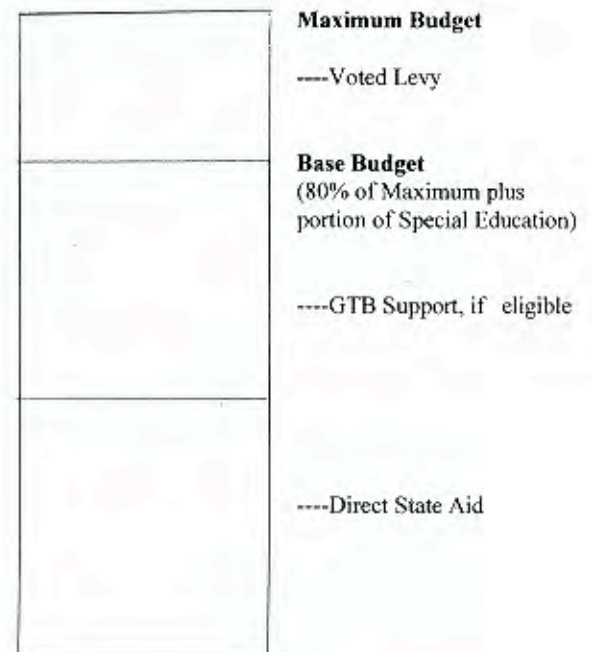 Maximum Budget
----Voted Levy
Base Budget
(80% of Maximum plus
portion of Special Education)
----GTB Support, if eligible
----Direct State Aid